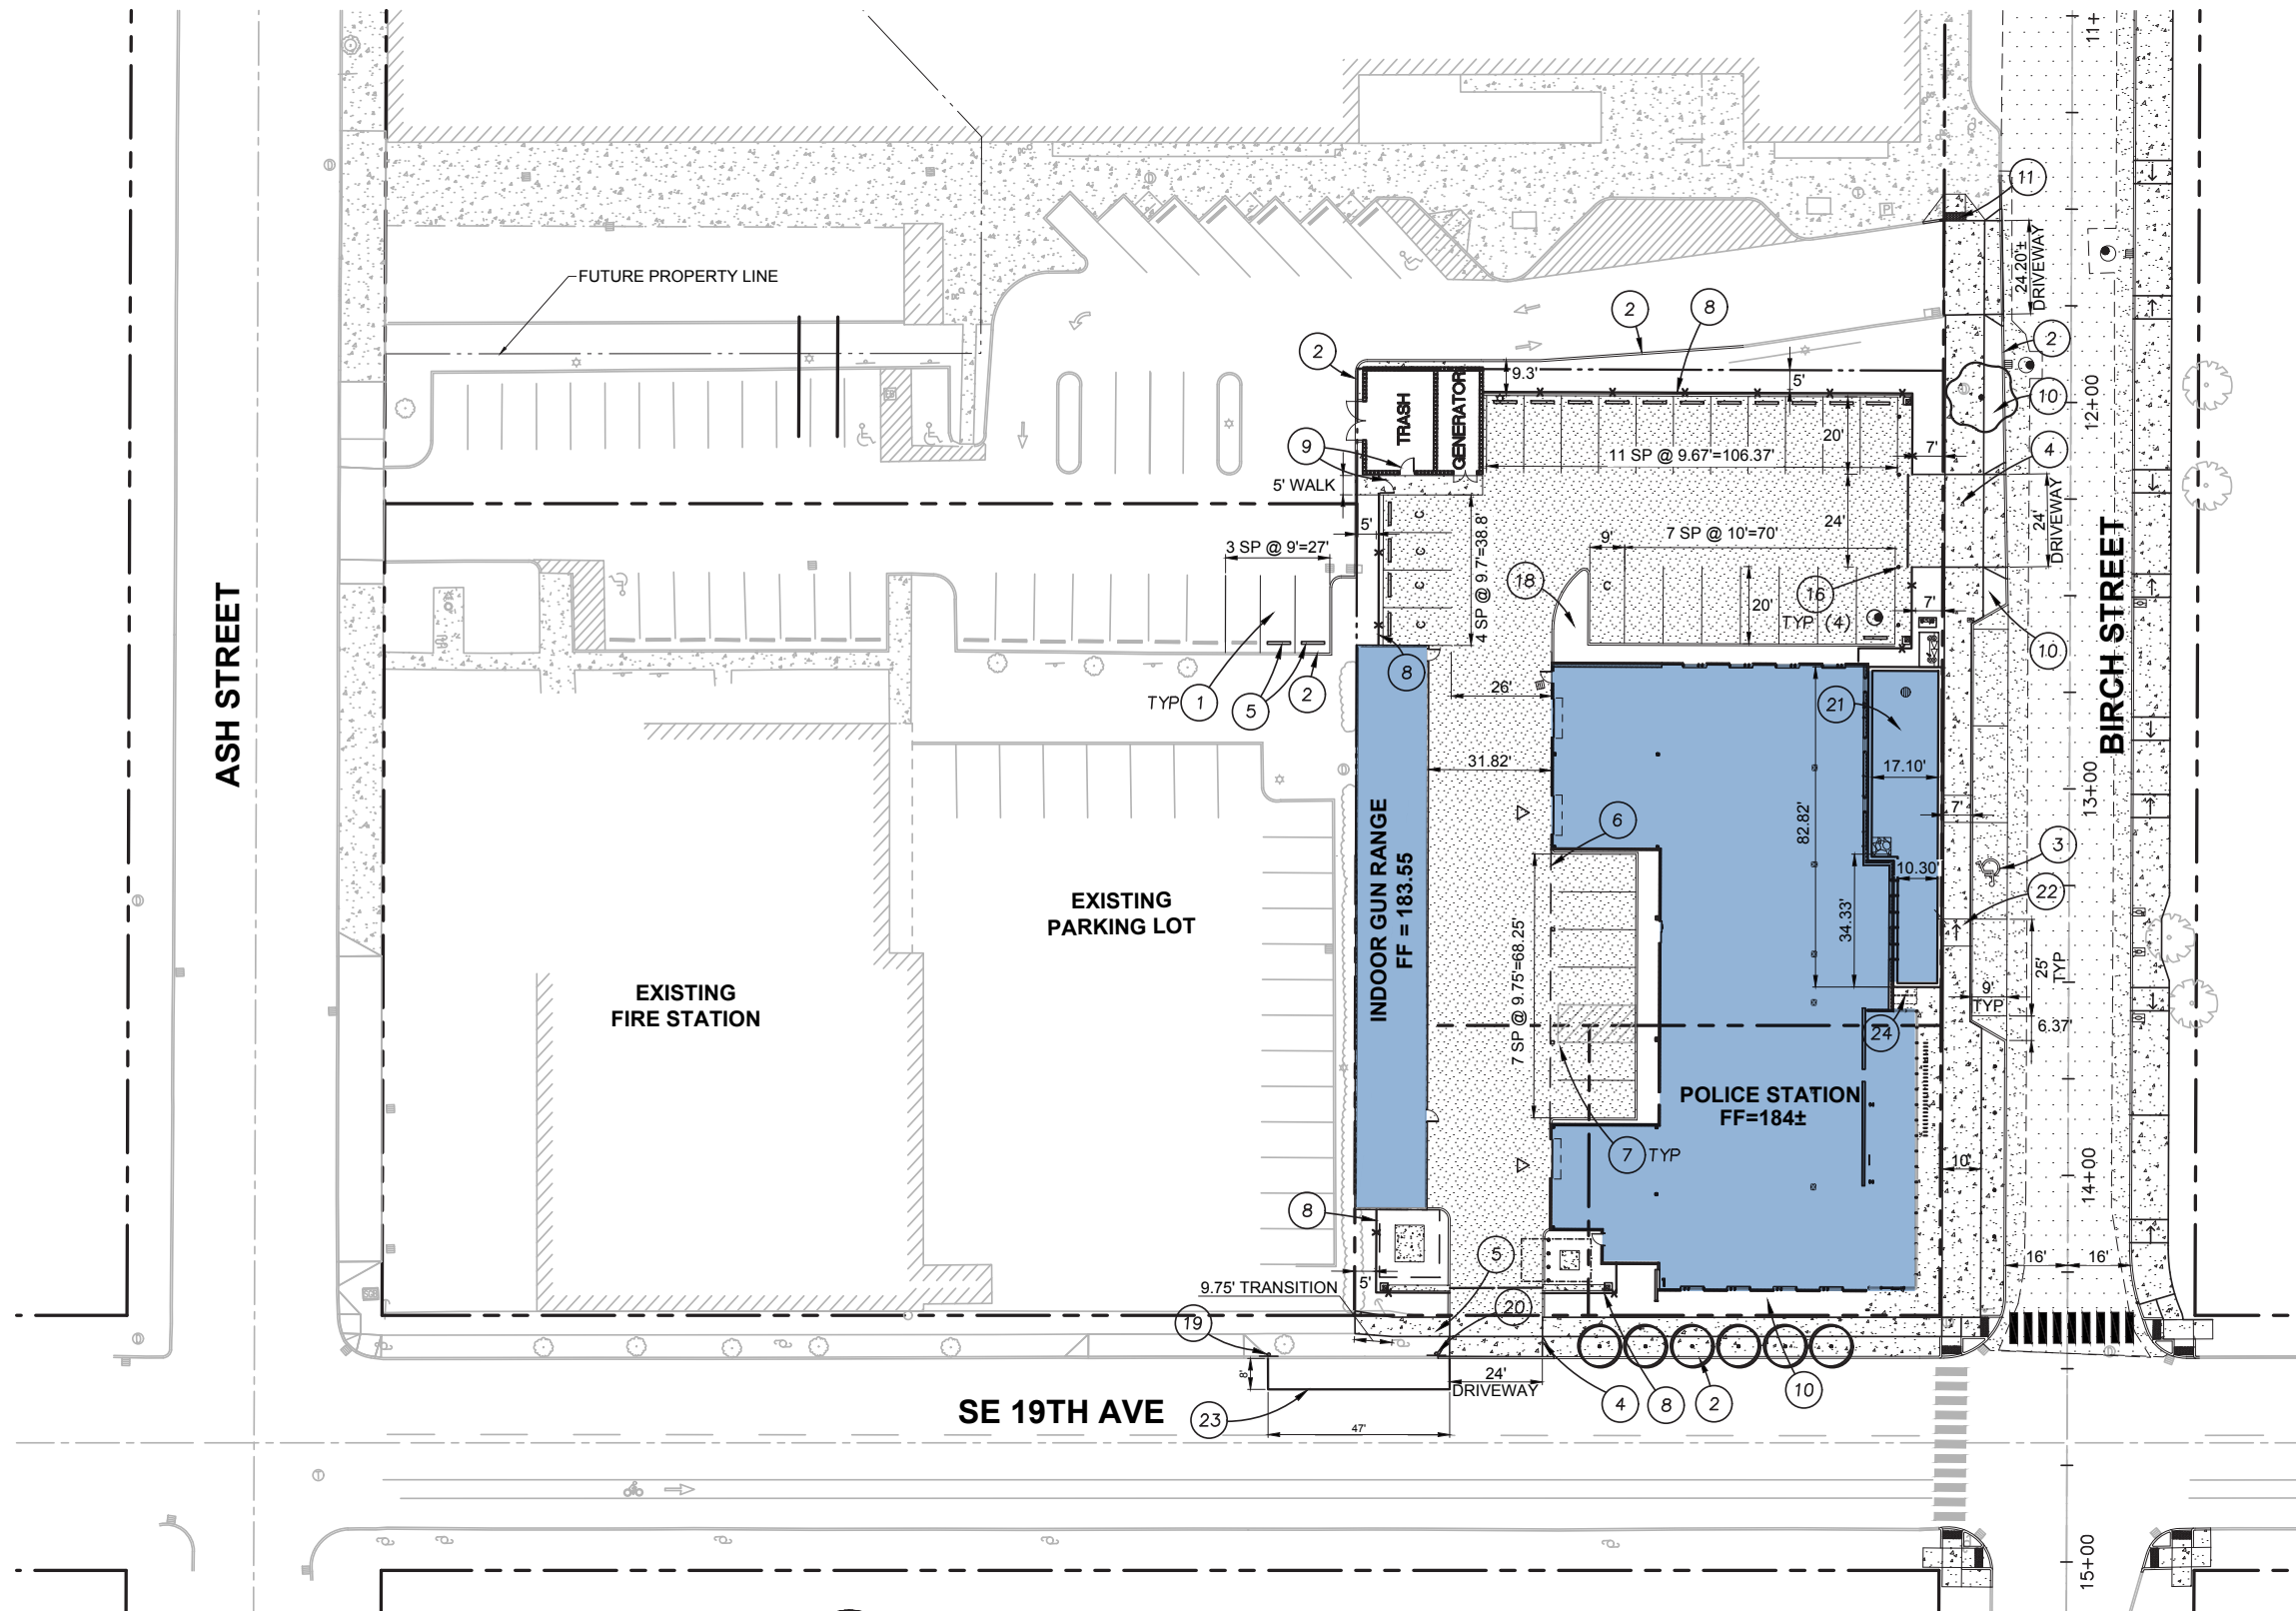 11+
11
24.20'±
DRIVEWAY
FUTURE PROPERTY LINE
2
8
2
2
9.3'
5'
10
12+00
TRASH
GENERATOR
20'
9
11 SP @ 9.67'=106.37'
7'
4
5' WALK
5'
C
24'
24'
DRIVEWAY
3 SP @ 9'=27'
C
9'
7 SP @ 10'=70'
4 SP @ 9.7'=38.8'
18
C
C
20'
16
TYP (4)
7'
C
10
ASH STREET
BIRCH STREET
8
TYP 1
5
2
26'
21
31.82'
17.10'
13+00
7'
82.82'
6
INDOOR GUN RANGE
FF = 183.55
3
10.30'
EXISTING
PARKING LOT
22
34.33'
7 SP @ 9.75'=68.25'
25'
TYP
EXISTING
FIRE STATION
9'
TYP
6.37'
24
POLICE STATION
FF=184±
7 TYP
10'
14+00
8
5
16'
16'
5'
9.75' TRANSITION
20
19
8'
24'
DRIVEWAY
4
8
2
10
SE 19TH AVE
23
47'
15+00